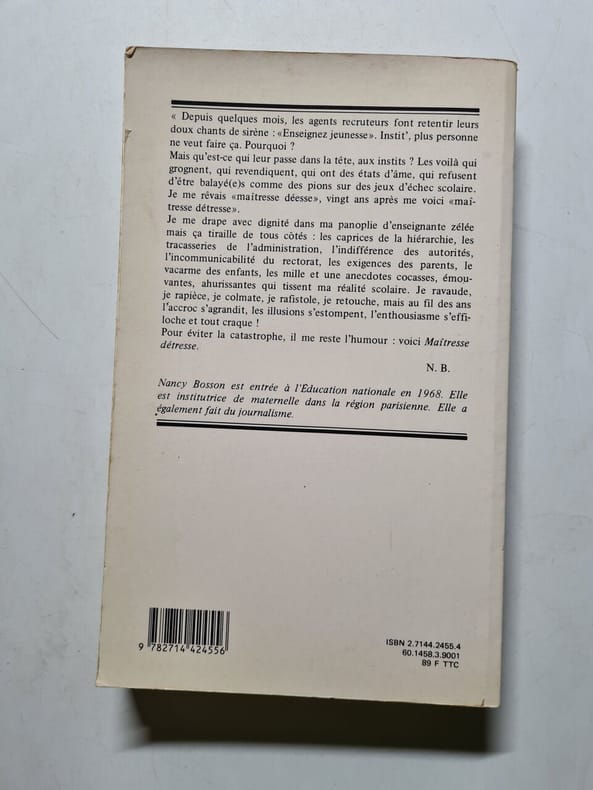 « Depuis quelques mois, les agents recruteurs font retentir leurs
doux chants de sirène : «Enseignez jeunesse». Instit', plus personne
ne veut faire ça. Pourquoi ?
Mais qu'est-ce qui leur passe dans la tête, aux instits ? Les voilà qui
grognent, qui revendiquent, qui ont des états d'âme, qui refusent
d'être balayé(e)s comme des pions sur des jeux d'échec scolaire.
Je me rêvais «maîtresse déesse», vingt ans après me voici «maî-
tresse détresse».
Je me drape avec dignité dans ma panoplie d'enseignante zélée
mais ça tiraille de tous côtés : les caprices de la hiérarchie, les
tracasseries de l'administration, l'indifférence des autorités,
l'incommunicabilité du rectorat, les exigences des parents, le
vacarme des enfants, les mille et une anecdotes cocasses, émou-
vantes, ahurissantes qui tissent ma réalité scolaire. Je ravaude,
je rapièce, je colmate, je rafistole, je retouche, mais au fil des ans
l'accroc s'agrandit, les illusions s'estompent, l'enthousiasme s'effi-
loche et tout craque !
Pour éviter la catastrophe, il me reste l'humour : voici Maîtresse
détresse.
N. B.
Nancy Bosson est entrée à l'Éducation nationale en 1968. Elle
est institutrice de maternelle dans la région parisienne. Elle a
également fait du journalisme.
9 782714 424556
ISBN 2.7144.2455.4
60.1458.3.9001
89 F TTC